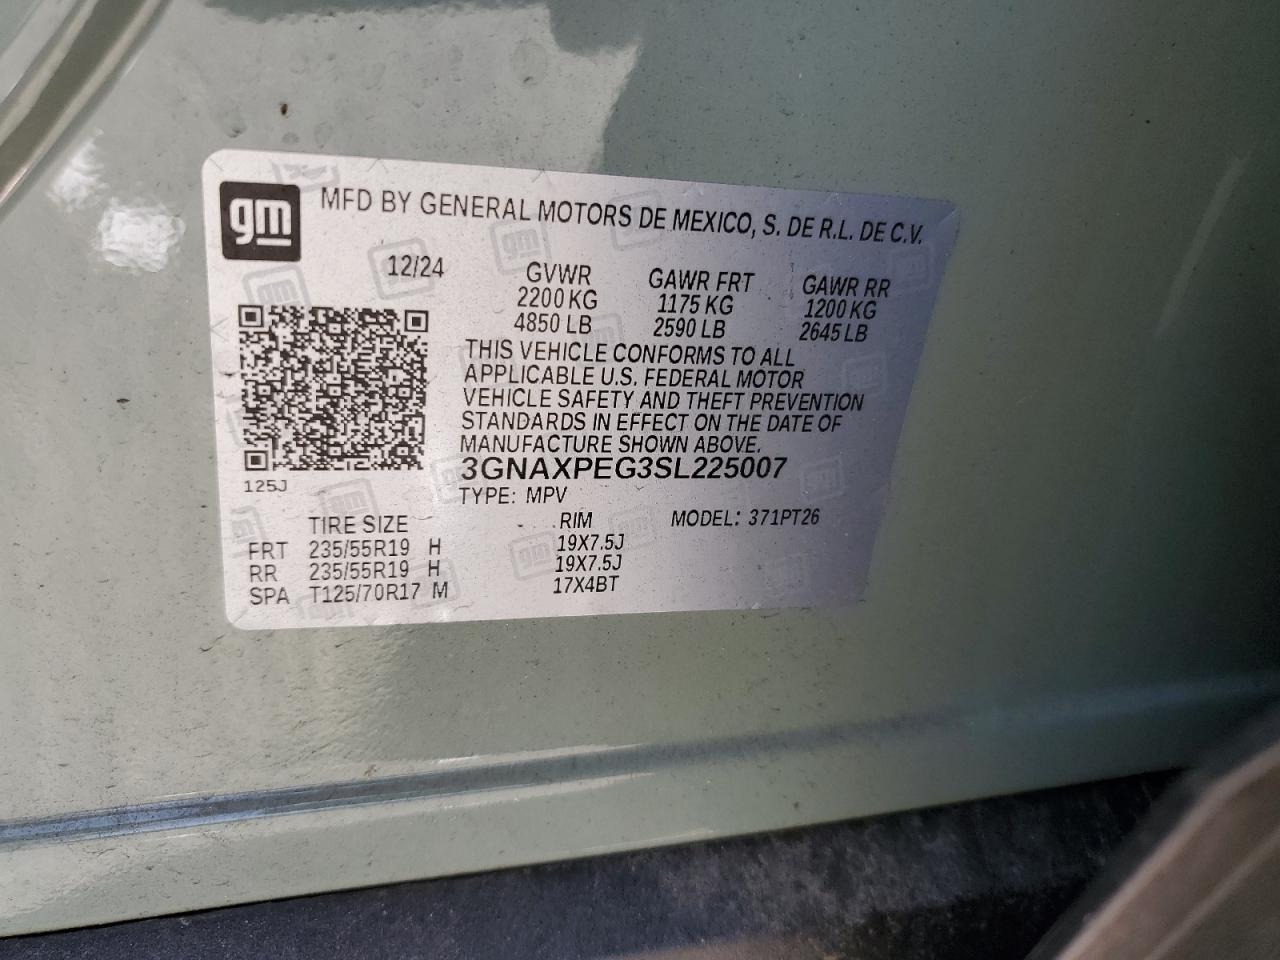 gm
MFD BY GENERAL MOTORS DE MEXICO, S. DE R.L. DE C.V.
12/24 GVWR GAWR FRT GAWR RR
2200 KG 1175 KG 1200 KG
4850 LB 2590 LB 2645 LB
THIS VEHICLE CONFORMS TO ALL
APPLICABLE U.S. FEDERAL MOTOR
VEHICLE SAFETY AND THEFT PREVENTION
STANDARDS IN EFFECT ON THE DATE OF
MANUFACTURE SHOWN ABOVE.
3GNAXPEG3SL225007
125J
TYPE: MPV
TIRE SIZE RIM MODEL: 371PT26
FRT 235/55R19 H 19X7.5J
RR 235/55R19 H 19X7.5J
SPA T125/70R17 M 17X4BT